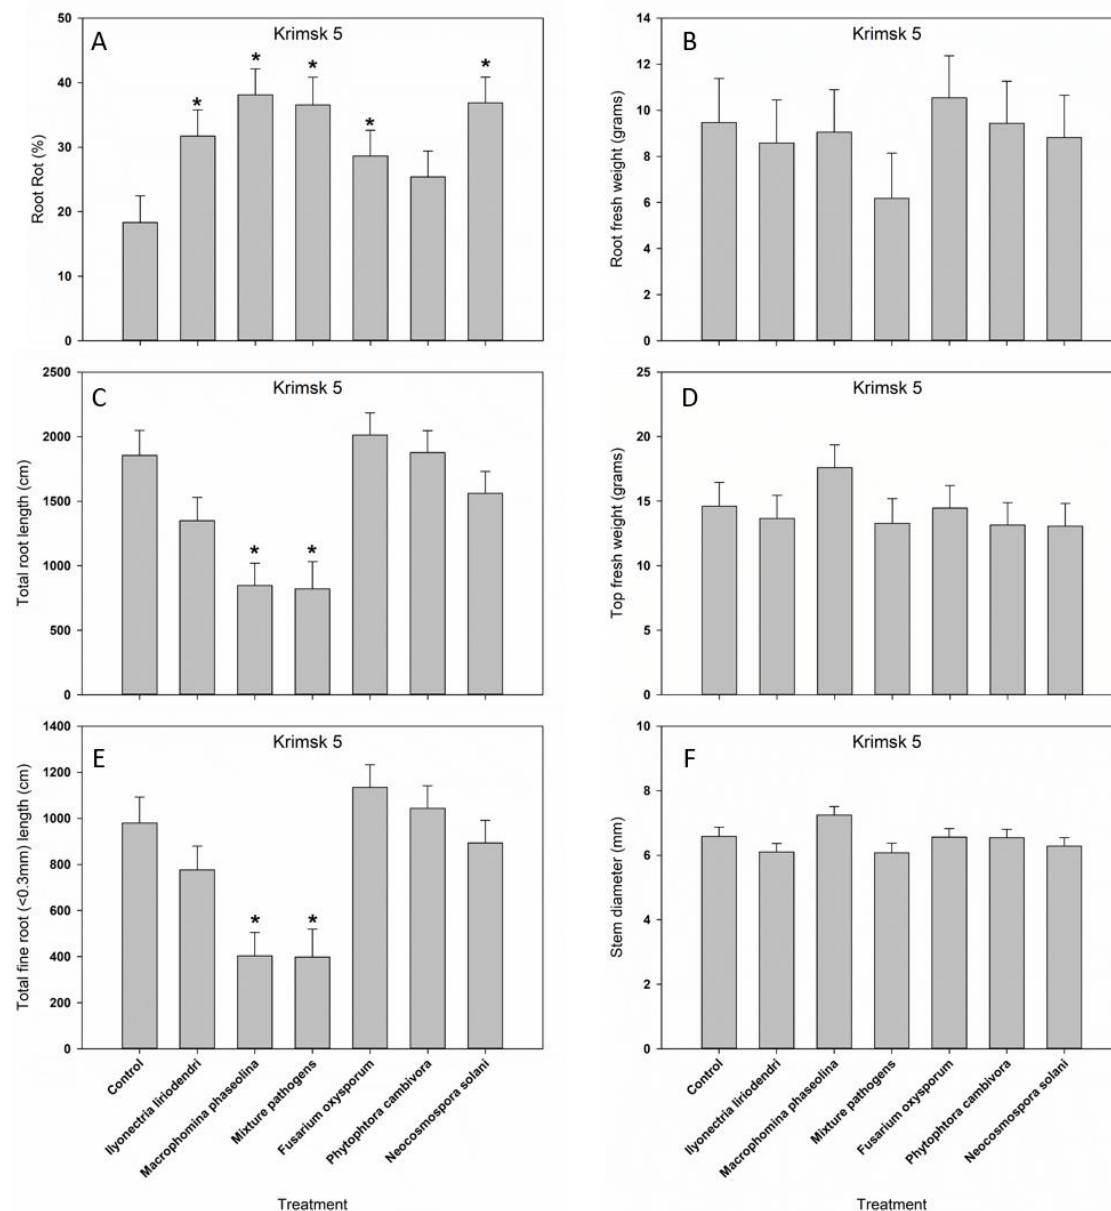 A
Krimsk 5
*
*
*
*
*
Root Rot (%)
50
40
30
20
10
0
B
Krimsk 5
Root fresh weight (grams)
14
12
10
8
6
4
2
0
C
Krimsk 5
*
*
Total root length (cm)
2500
2000
1500
1000
500
0
D
Krimsk 5
Top fresh weight (grams)
25
20
15
10
5
0
E
Krimsk 5
*
*
Total fine root (<0.3mm) length (cm)
1400
1200
1000
800
600
400
200
0
Control
Ilyonectria liriodendri
Macrophomina phaseolina
Mixture pathogens
Fusarium oxysporum
Phytophtora cambivora
Neocosmospora solani
Treatment
F
Krimsk 5
Stem diameter (mm)
10
8
6
4
2
0
Control
Ilyonectria liriodendri
Macrophomina phaseolina
Mixture pathogens
Fusarium oxysporum
Phytophtora cambivora
Neocosmospora solani
Treatment